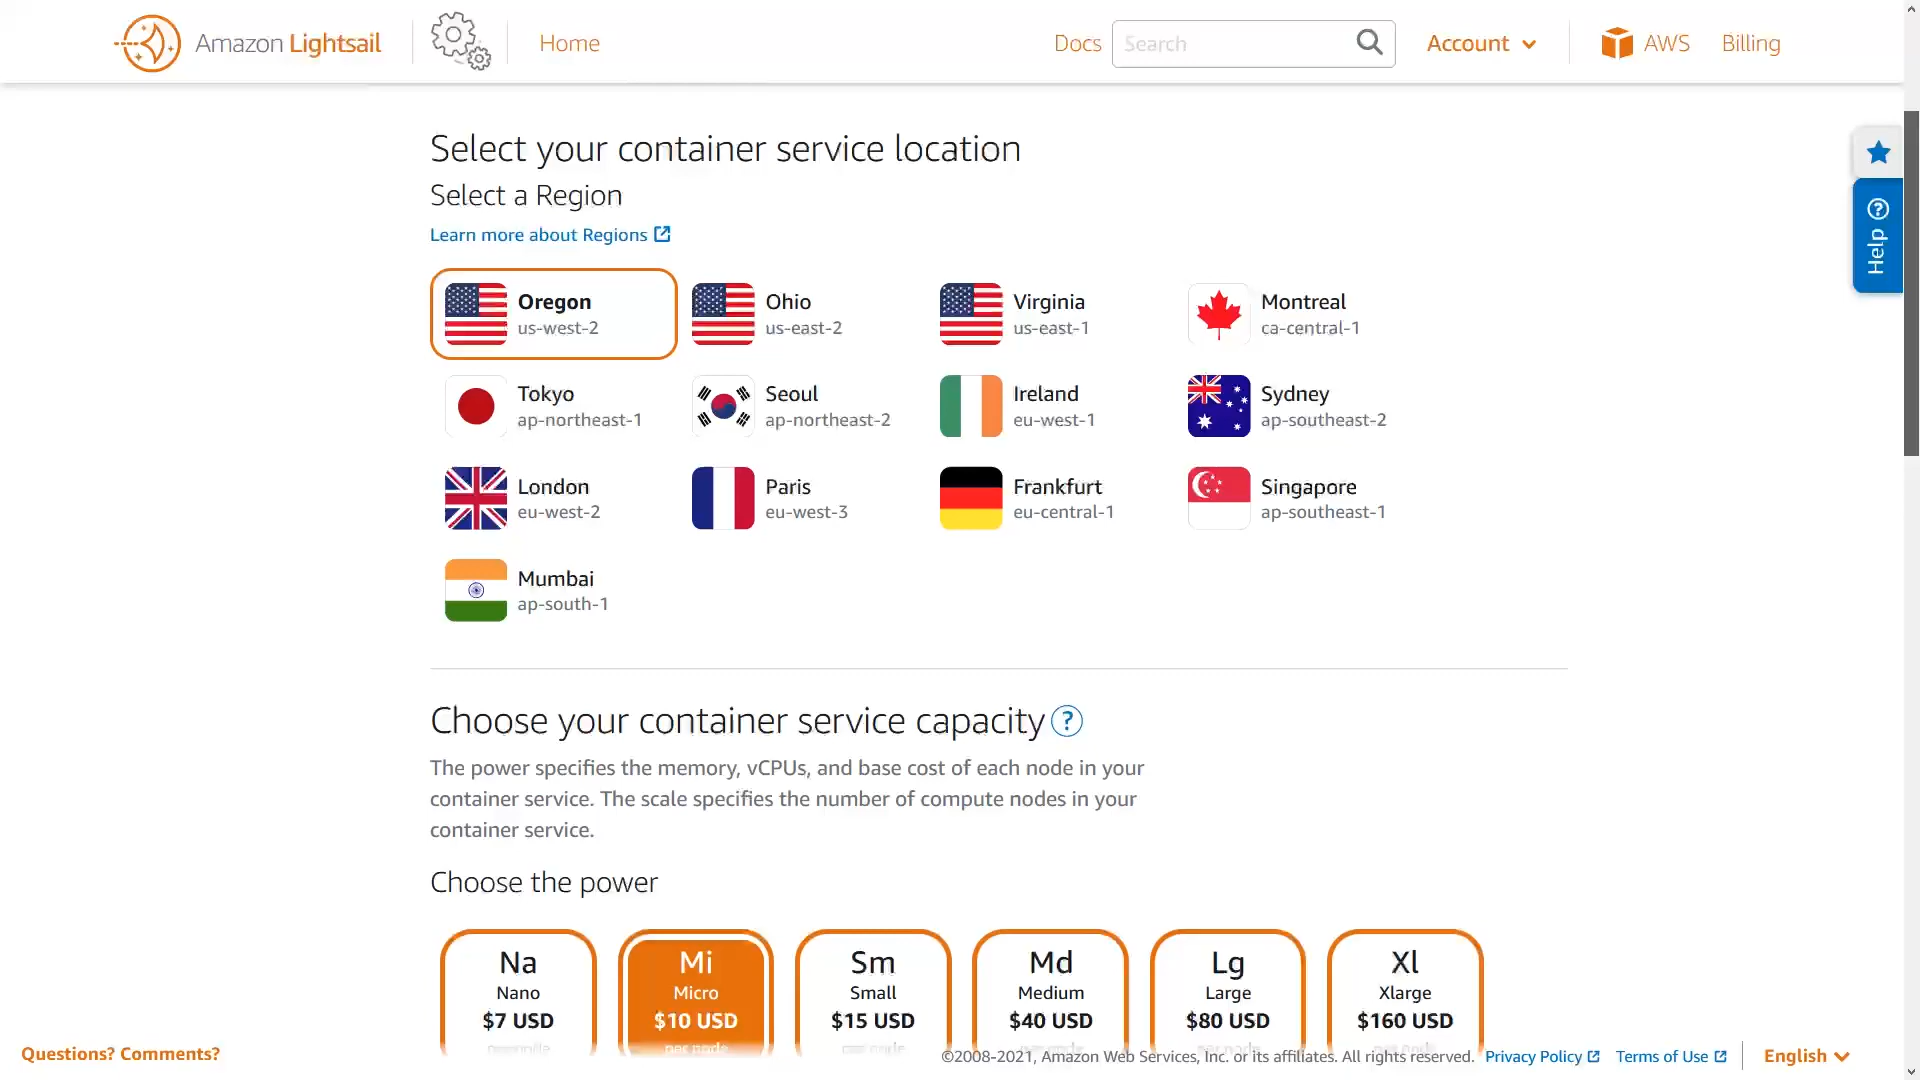 Amazon Lightsail
Home
Docs
Search
Account
AWS
Billing
Select your container service location
Select a Region
Learn more about Regions
Help
Oregon
us-west-2
Ohio
us-east-2
Virginia
us-east-1
Montreal
ca-central-1
Tokyo
ap-northeast-1
Seoul
ap-northeast-2
Ireland
eu-west-1
Sydney
ap-southeast-2
London
eu-west-2
Paris
eu-west-3
Frankfurt
eu-central-1
Singapore
ap-southeast-1
Mumbai
ap-south-1
Choose your container service capacity ?
The power specifies the memory, vCPUs, and base cost of each node in your
container service. The scale specifies the number of compute nodes in your
container service.
Choose the power
Na
Nano
$7 USD
Mi
Micro
$10 USD
per node
Sm
Small
$15 USD
Md
Medium
$40 USD
Lg
Large
$80 USD
Xl
Xlarge
$160 USD
Questions? Comments?
©2008-2021, Amazon Web Services, Inc. or its affiliates. All rights reserved.
Privacy Policy
Terms of Use
English